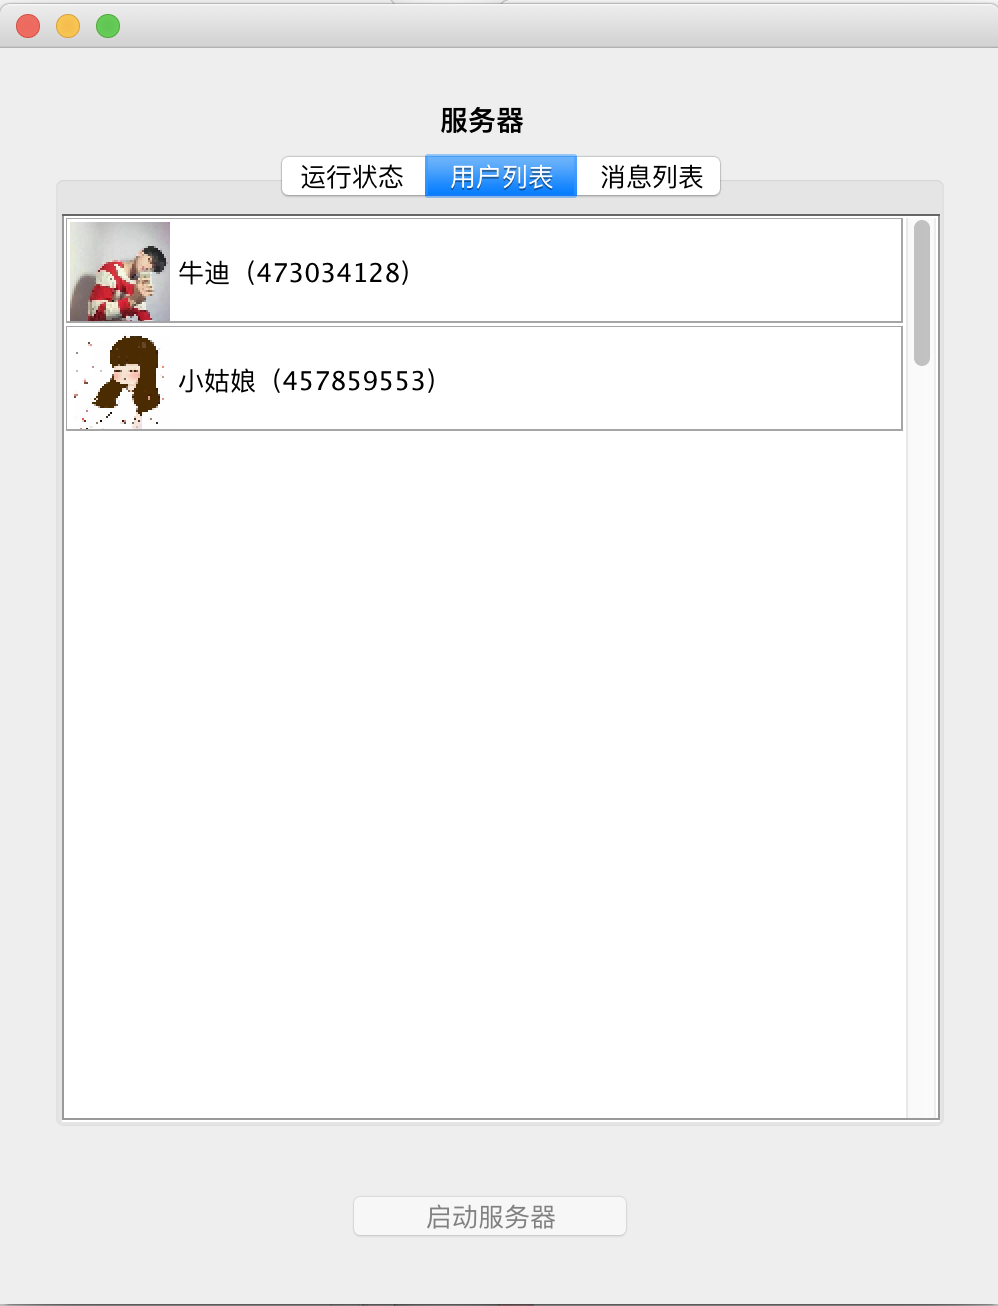 服务器
运行状态 用户列表 消息列表
牛迪（473034128）
小姑娘（457859553）
启动服务器